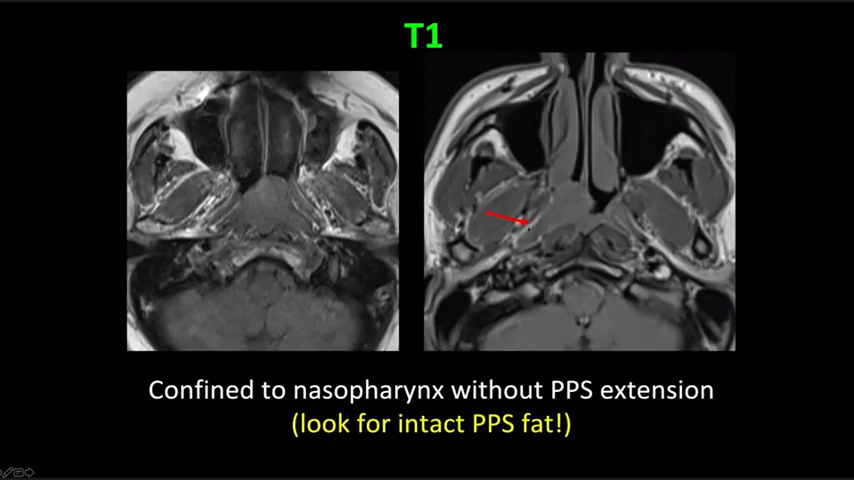 T1
Confined to nasopharynx without PPS extension
(look for intact PPS fat!)